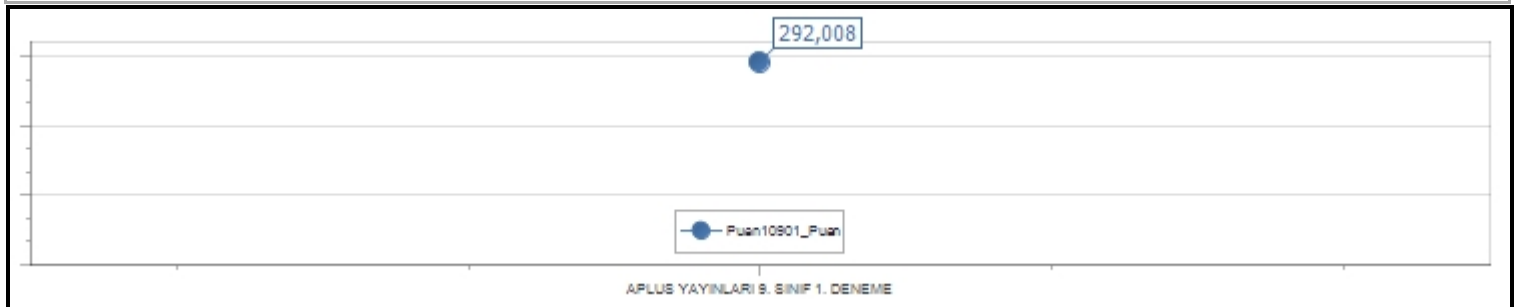 292,008
Puan10901_Puan
APLUS YAYINLARI 9. SINIF 1. DENEME